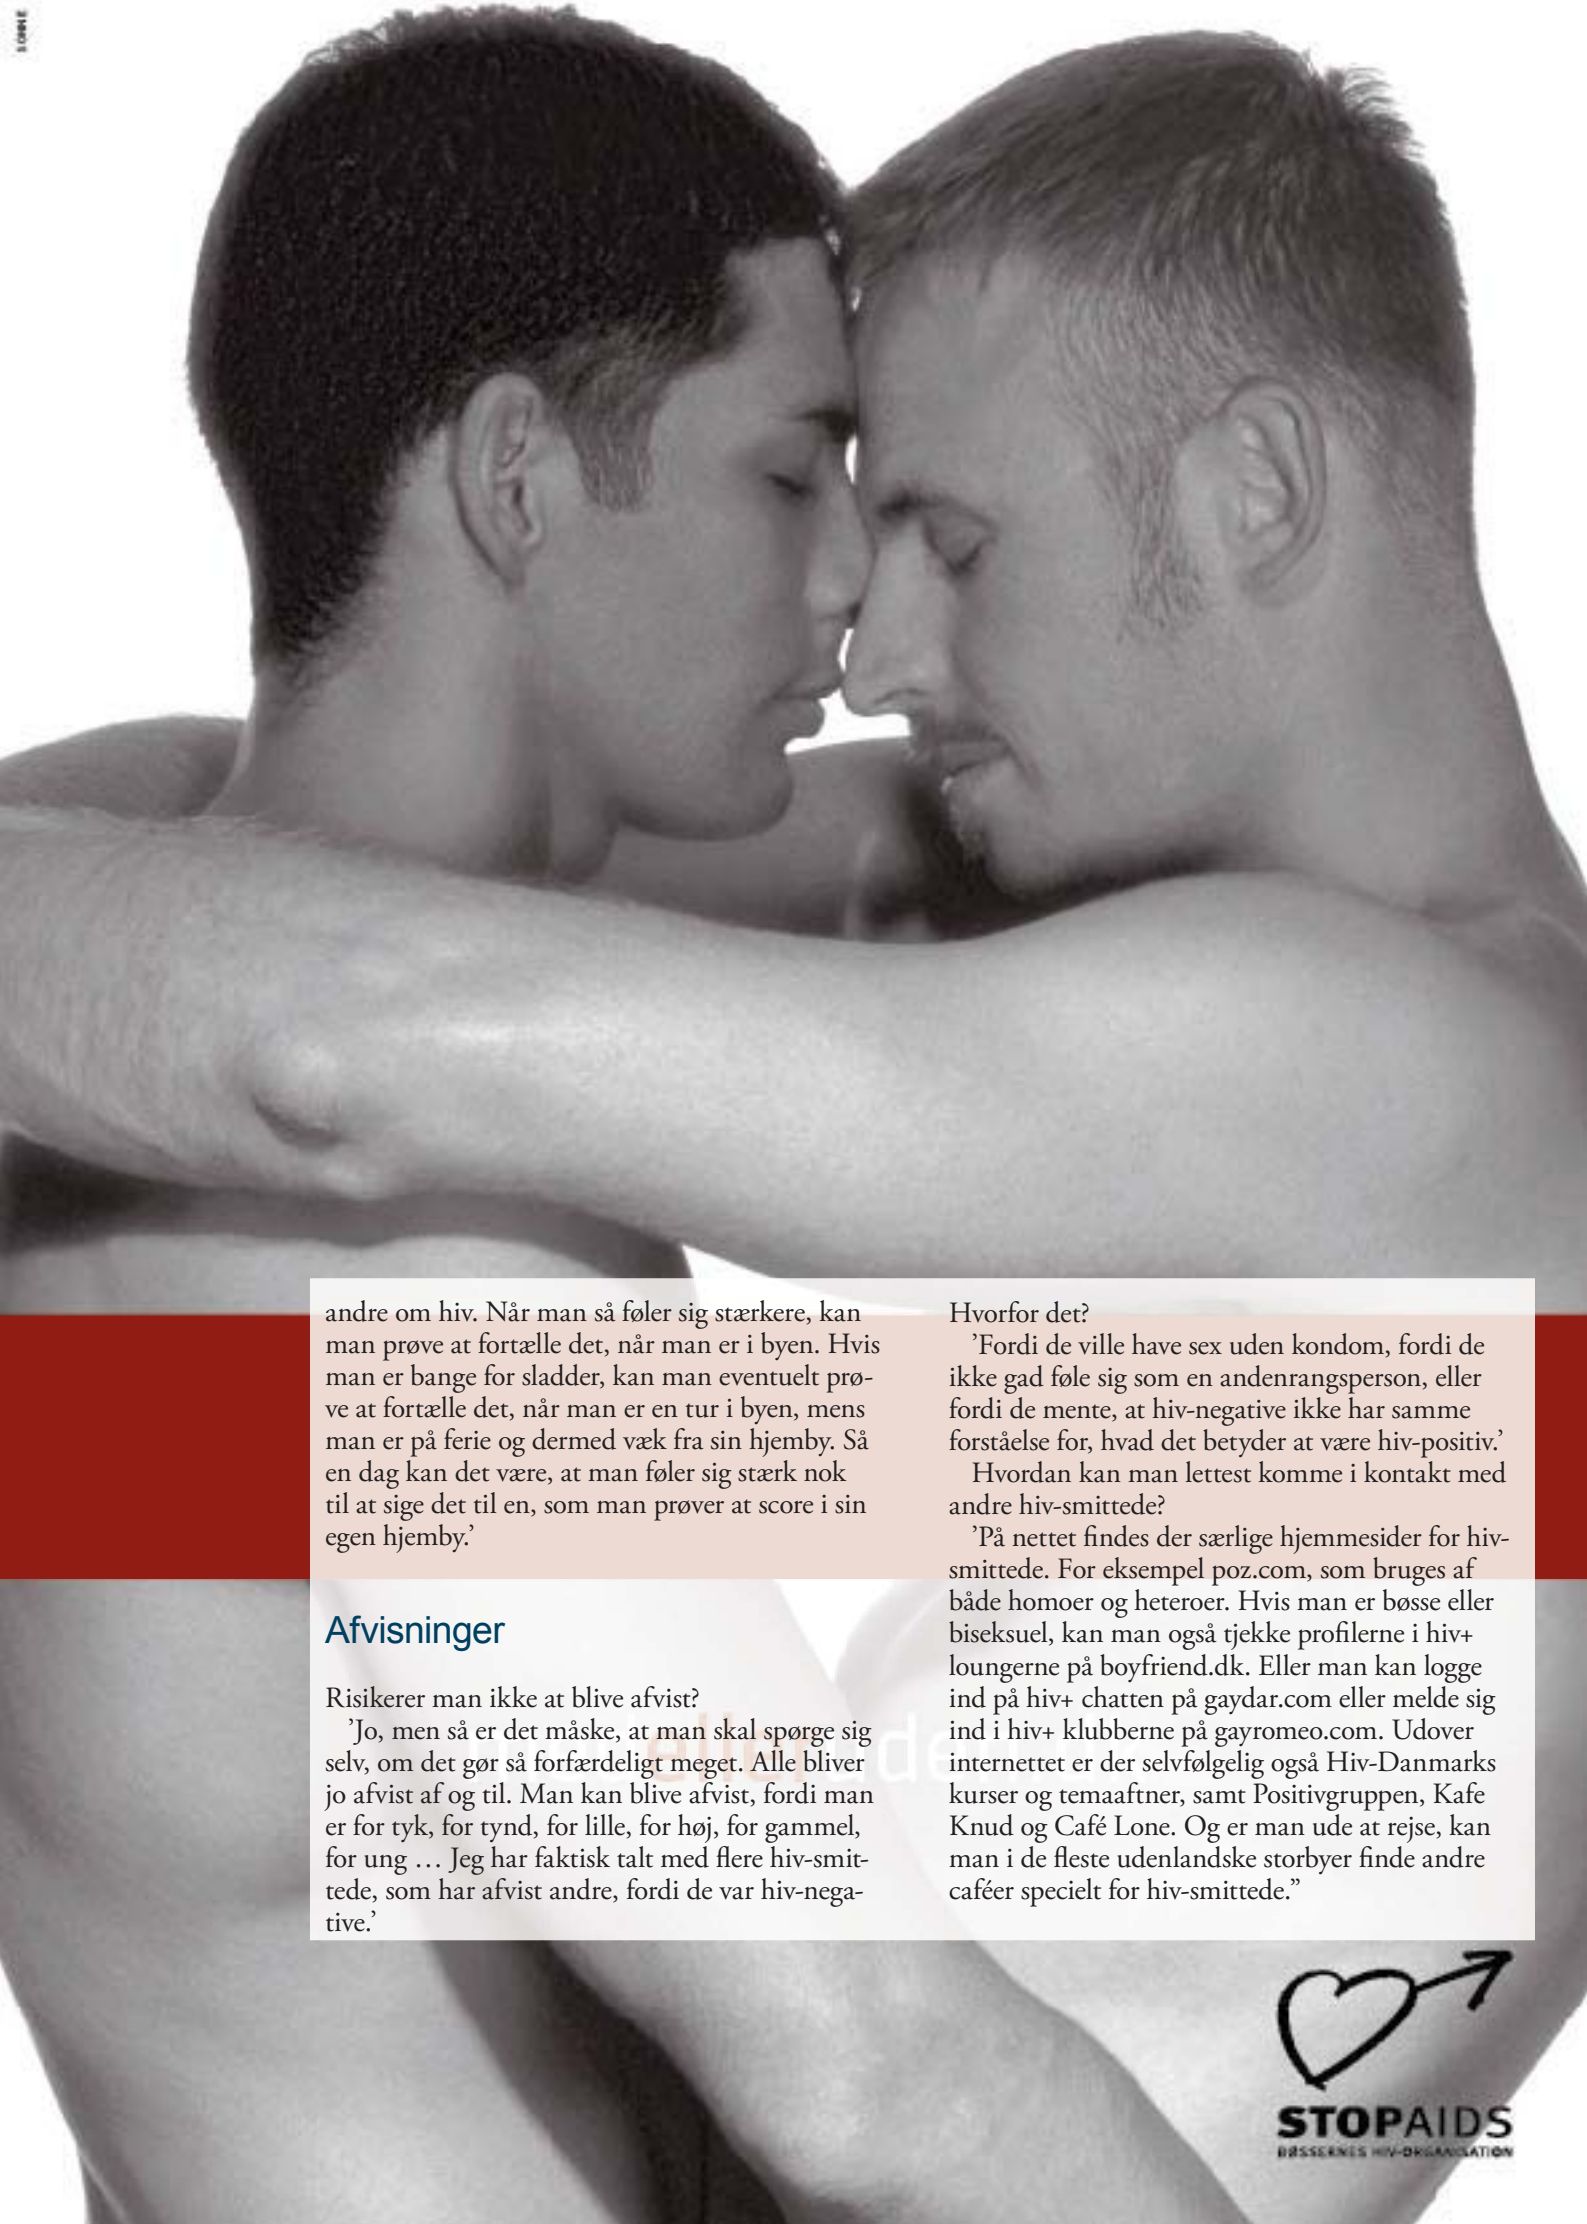 SONNE
andre om hiv. Når man så føler sig stærkere, kan
man prøve at fortælle det, når man er i byen. Hvis
man er bange for sladder, kan man eventuelt prø-
ve at fortælle det, når man er en tur i byen, mens
man er på ferie og dermed væk fra sin hjemby. Så
en dag kan det være, at man føler sig stærk nok
til at sige det til en, som man prøver at score i sin
egen hjemby.’
Afvisninger
Risikerer man ikke at blive afvist?
’Jo, men så er det måske, at man skal spørge sig
selv, om det gør så forfærdeligt meget. Alle bliver
jo afvist af og til. Man kan blive afvist, fordi man
er for tyk, for tynd, for lille, for høj, for gammel,
for ung … Jeg har faktisk talt med flere hiv-smit-
tede, som har afvist andre, fordi de var hiv-nega-
tive.’
Hvorfor det?
’Fordi de ville have sex uden kondom, fordi de
ikke gad føle sig som en andenrangsperson, eller
fordi de mente, at hiv-negative ikke har samme
forståelse for, hvad det betyder at være hiv-positiv.’
Hvordan kan man lettest komme i kontakt med
andre hiv-smittede?
’På nettet findes der særlige hjemmesider for hiv-
smittede. For eksempel poz.com, som bruges af
både homoer og heteroer. Hvis man er bøsse eller
biseksuel, kan man også tjekke profilerne i hiv+
loungerne på boyfriend.dk. Eller man kan logge
ind på hiv+ chatten på gaydar.com eller melde sig
ind i hiv+ klubberne på gayromeo.com. Udover
internettet er der selvfølgelig også Hiv-Danmarks
kurser og temaaftner, samt Positivgruppen, Kafe
Knud og Café Lone. Og er man ude at rejse, kan
man i de fleste udenlandske storbyer finde andre
caféer specielt for hiv-smittede.”
STOPAIDS
BØSSERNES HIV-ORGANISATION